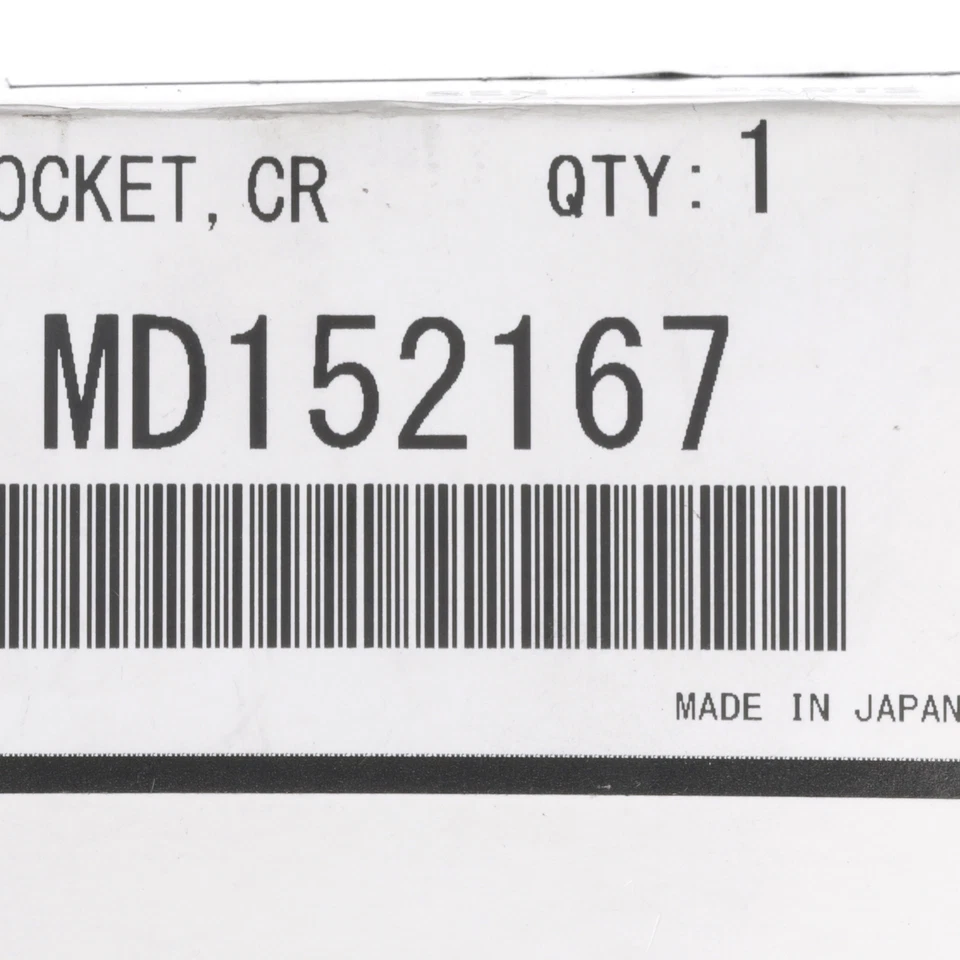 OCKET, CR QTY: 1
MD152167
MADE IN JAPAN